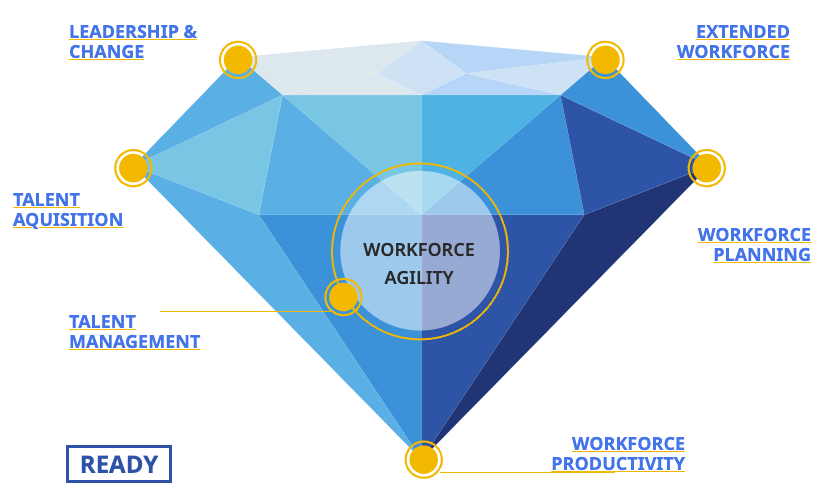 LEADERSHIP &
CHANGE
EXTENDED
WORKFORCE
TALENT
AQUISITION
WORKFORCE
PLANNING
WORKFORCE
AGILITY
TALENT
MANAGEMENT
WORKFORCE
PRODUCTIVITY
READY